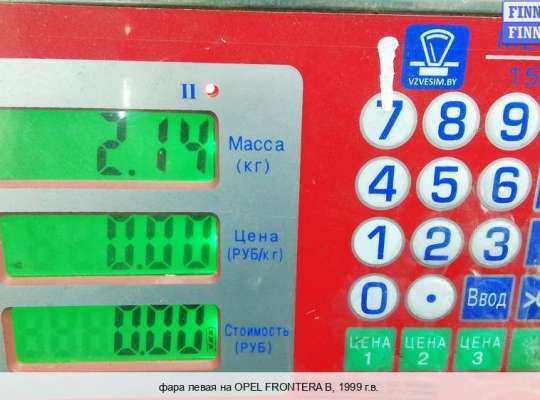 FINN
FINN
VZVESIM.BY
15
II
2.14
Масса
(кг)
0.00
Цена
(РУБ/кг)
0.00
Стоимость
(РУБ)
7 8 9
4 5 6
1 2 3
0 • Ввод
ЦЕНА 1
ЦЕНА 2
ЦЕНА 3
фара левая на OPEL FRONTERA B, 1999 г.в.